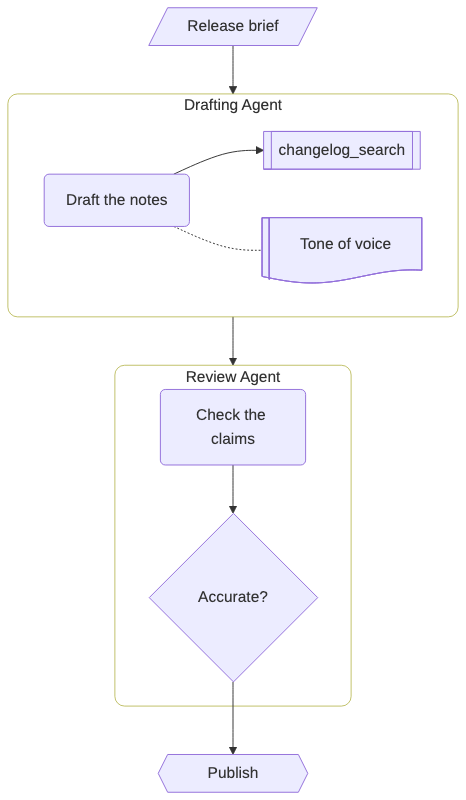 Release brief
Drafting Agent
changelog_search
Draft the notes
Tone of voice
Review Agent
Check the
claims
Accurate?
Publish